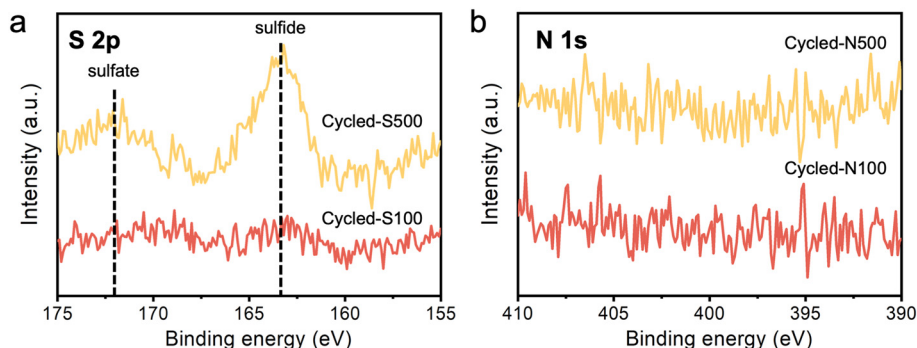 a
S 2p
sulfide
sulfate
Cycled-S500
Cycled-S100
Intensity (a.u.)
175 170 165 160 155
Binding energy (eV)
b
N 1s
Cycled-N500
Cycled-N100
Intensity (a.u.)
410 405 400 395 390
Binding energy (eV)